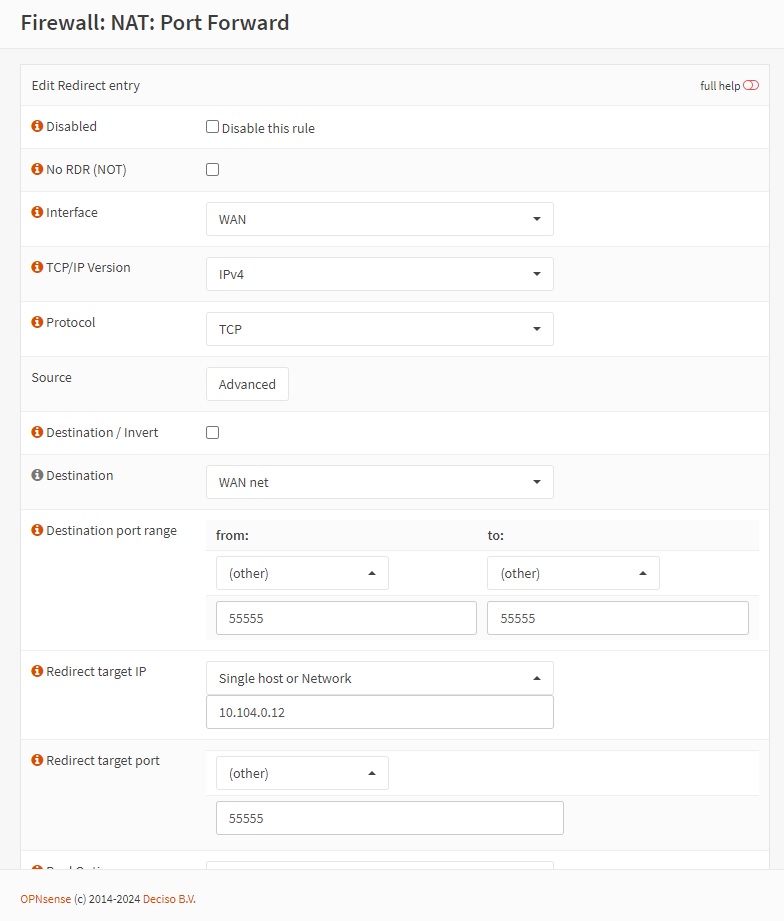 Firewall: NAT: Port Forward
Edit Redirect entry
full help
Disabled
Disable this rule
No RDR (NOT)
Interface
WAN
TCP/IP Version
IPv4
Protocol
TCP
Source
Advanced
Destination / Invert
Destination
WAN net
Destination port range
from:
to:
(other)
(other)
55555
55555
Redirect target IP
Single host or Network
10.104.0.12
Redirect target port
(other)
55555
OPNsense (c) 2014-2024 Deciso B.V.